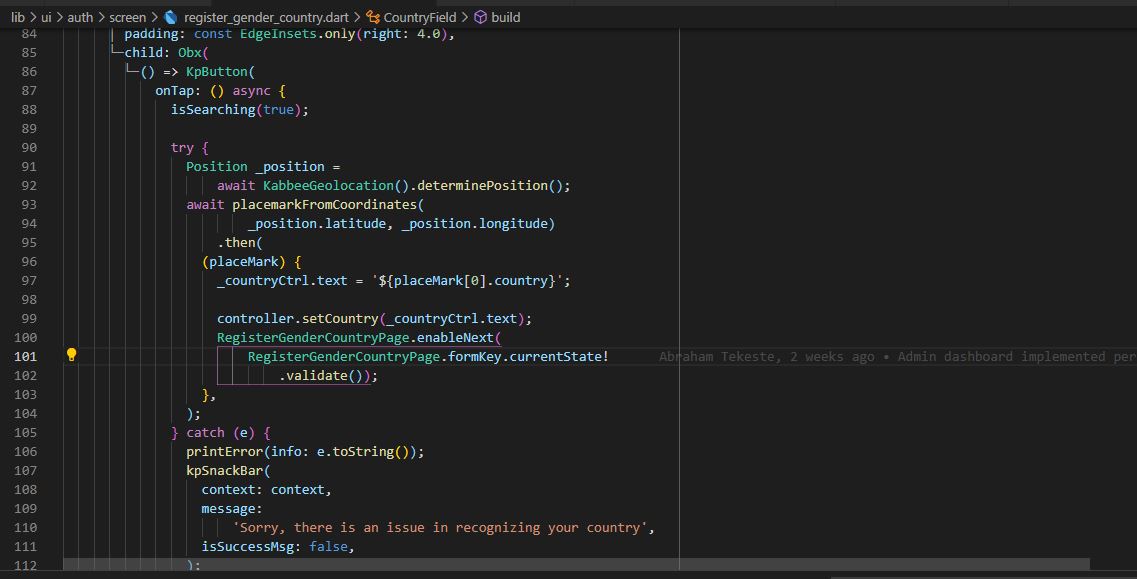 lib > ui > auth > screen > register_gender_country.dart > CountryField > build
84 padding: const EdgeInsets.only(right: 4.0),
85 child: Obx(
86 () => KpButton(
87 onTap: () async {
88 isSearching(true);
89
90 try {
91 Position _position =
92 await KabbeeGeolocation().determinePosition();
93 await placemarkFromCoordinates(
94 _position.latitude, _position.longitude)
95 .then(
96 (placeMark) {
97 _countryCtrl.text = '${placeMark[0].country}';
98
99 controller.setCountry(_countryCtrl.text);
100 RegisterGenderCountryPage.enableNext(
101 RegisterGenderCountryPage.formKey.currentState! Abraham Tekeste, 2 weeks ago • Admin dashboard implemented per
102 .validate());
103 },
104 );
105 } catch (e) {
106 printError(info: e.toString());
107 kpSnackBar(
108 context: context,
109 message:
110 'Sorry, there is an issue in recognizing your country',
111 isSuccessMsg: false,
112 );